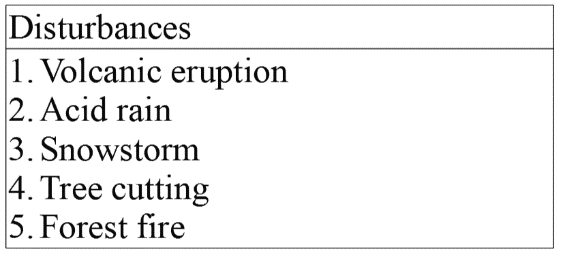 Disturbances
1. Volcanic eruption
2. Acid rain
3. Snowstorm
4. Tree cutting
5. Forest fire